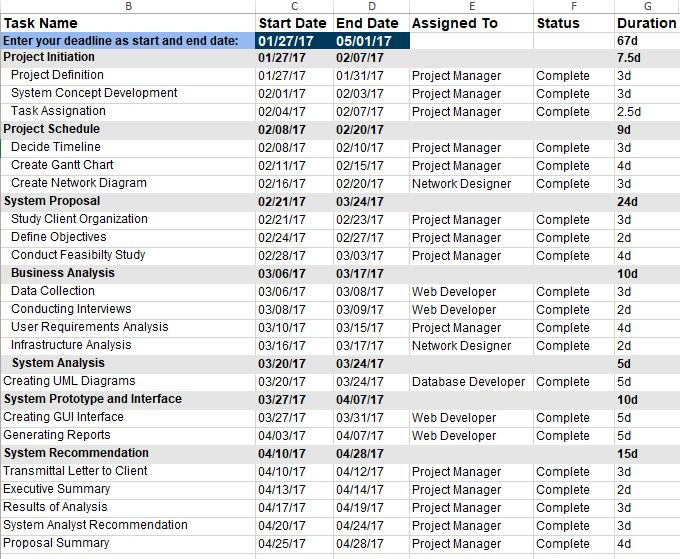 B C D E F G
Task Name Start Date End Date Assigned To Status Duration
Enter your deadline as start and end date: 01/27/17 05/01/17 67d
Project Initiation 01/27/17 02/07/17 7.5d
Project Definition 01/27/17 01/31/17 Project Manager Complete 3d
System Concept Development 02/01/17 02/03/17 Project Manager Complete 3d
Task Assignation 02/04/17 02/07/17 Project Manager Complete 2.5d
Project Schedule 02/08/17 02/20/17 9d
Decide Timeline 02/08/17 02/10/17 Project Manager Complete 3d
Create Gantt Chart 02/11/17 02/15/17 Project Manager Complete 4d
Create Network Diagram 02/16/17 02/20/17 Network Designer Complete 3d
System Proposal 02/21/17 03/24/17 24d
Study Client Organization 02/21/17 02/23/17 Project Manager Complete 3d
Define Objectives 02/24/17 02/27/17 Project Manager Complete 2d
Conduct Feasibilty Study 02/28/17 03/03/17 Project Manager Complete 4d
Business Analysis 03/06/17 03/17/17 10d
Data Collection 03/06/17 03/08/17 Web Developer Complete 3d
Conducting Interviews 03/08/17 03/09/17 Web Developer Complete 2d
User Requirements Analysis 03/10/17 03/15/17 Project Manager Complete 4d
Infrastructure Analysis 03/16/17 03/17/17 Network Designer Complete 2d
System Analysis 03/20/17 03/24/17 5d
Creating UML Diagrams 03/20/17 03/24/17 Database Developer Complete 5d
System Prototype and Interface 03/27/17 04/07/17 10d
Creating GUI Interface 03/27/17 03/31/17 Web Developer Complete 5d
Generating Reports 04/03/17 04/07/17 Web Developer Complete 5d
System Recommendation 04/10/17 04/28/17 15d
Transmittal Letter to Client 04/10/17 04/12/17 Project Manager Complete 3d
Executive Summary 04/13/17 04/14/17 Project Manager Complete 2d
Results of Analysis 04/17/17 04/19/17 Project Manager Complete 3d
System Analyst Recommendation 04/20/17 04/24/17 Project Manager Complete 3d
Proposal Summary 04/25/17 04/28/17 Project Manager Complete 4d